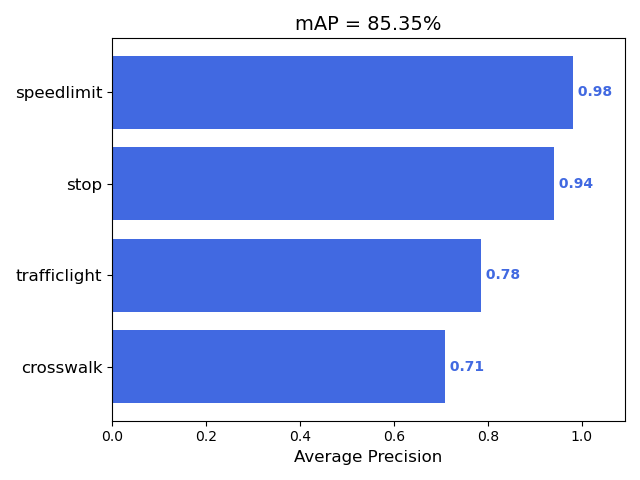 mAP = 85.35%
speedlimit 0.98
stop 0.94
trafficlight 0.78
crosswalk 0.71
0.0 0.2 0.4 0.6 0.8 1.0
Average Precision